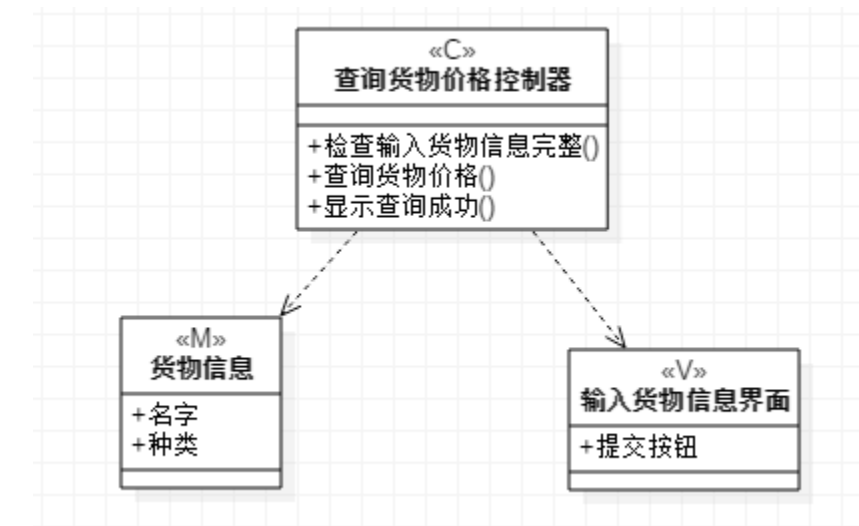 «C»
查询货物价格控制器
+检查输入货物信息完整()
+查询货物价格()
+显示查询成功()
«M»
货物信息
+名字
+种类
«V»
输入货物信息界面
+提交按钮